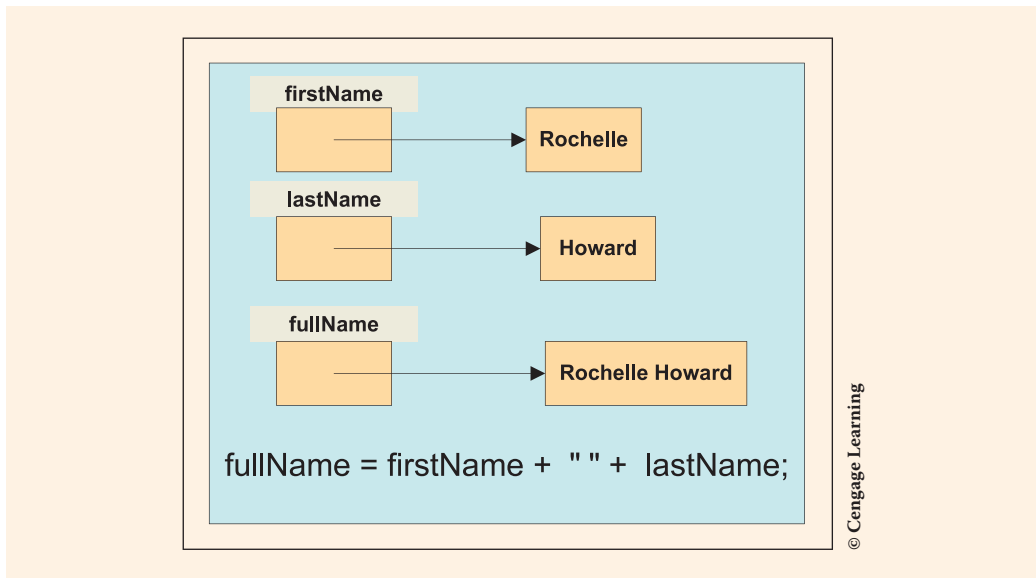 firstName
Rochelle
lastName
Howard
fullName
Rochelle Howard
fullName = firstName + " " + lastName;
© Cengage Learning